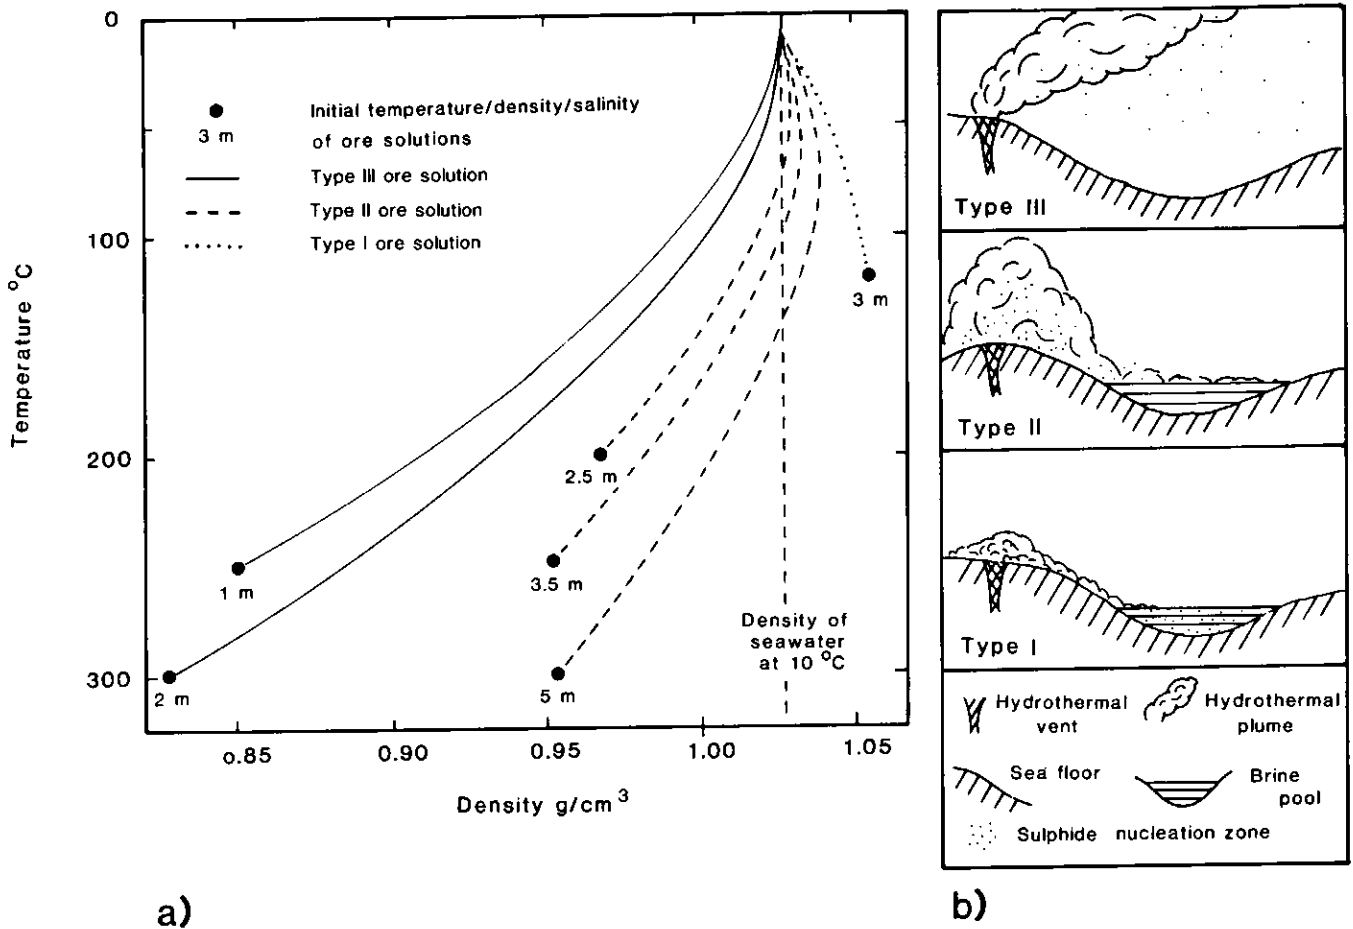 0
100
200
300
Temperature °C
Initial temperature/density/salinity
3 m
of ore solutions
Type III ore solution
Type II ore solution
Type I ore solution
3 m
2.5 m
3.5 m
1 m
5 m
2 m
Density of
seawater
at 10 °C
0.85
0.90
0.95
1.00
1.05
Density g/cm3
a)
Type III
Type II
Type I
Hydrothermal
vent
Hydrothermal
plume
Sea floor
Brine
pool
Sulphide nucleation zone
b)